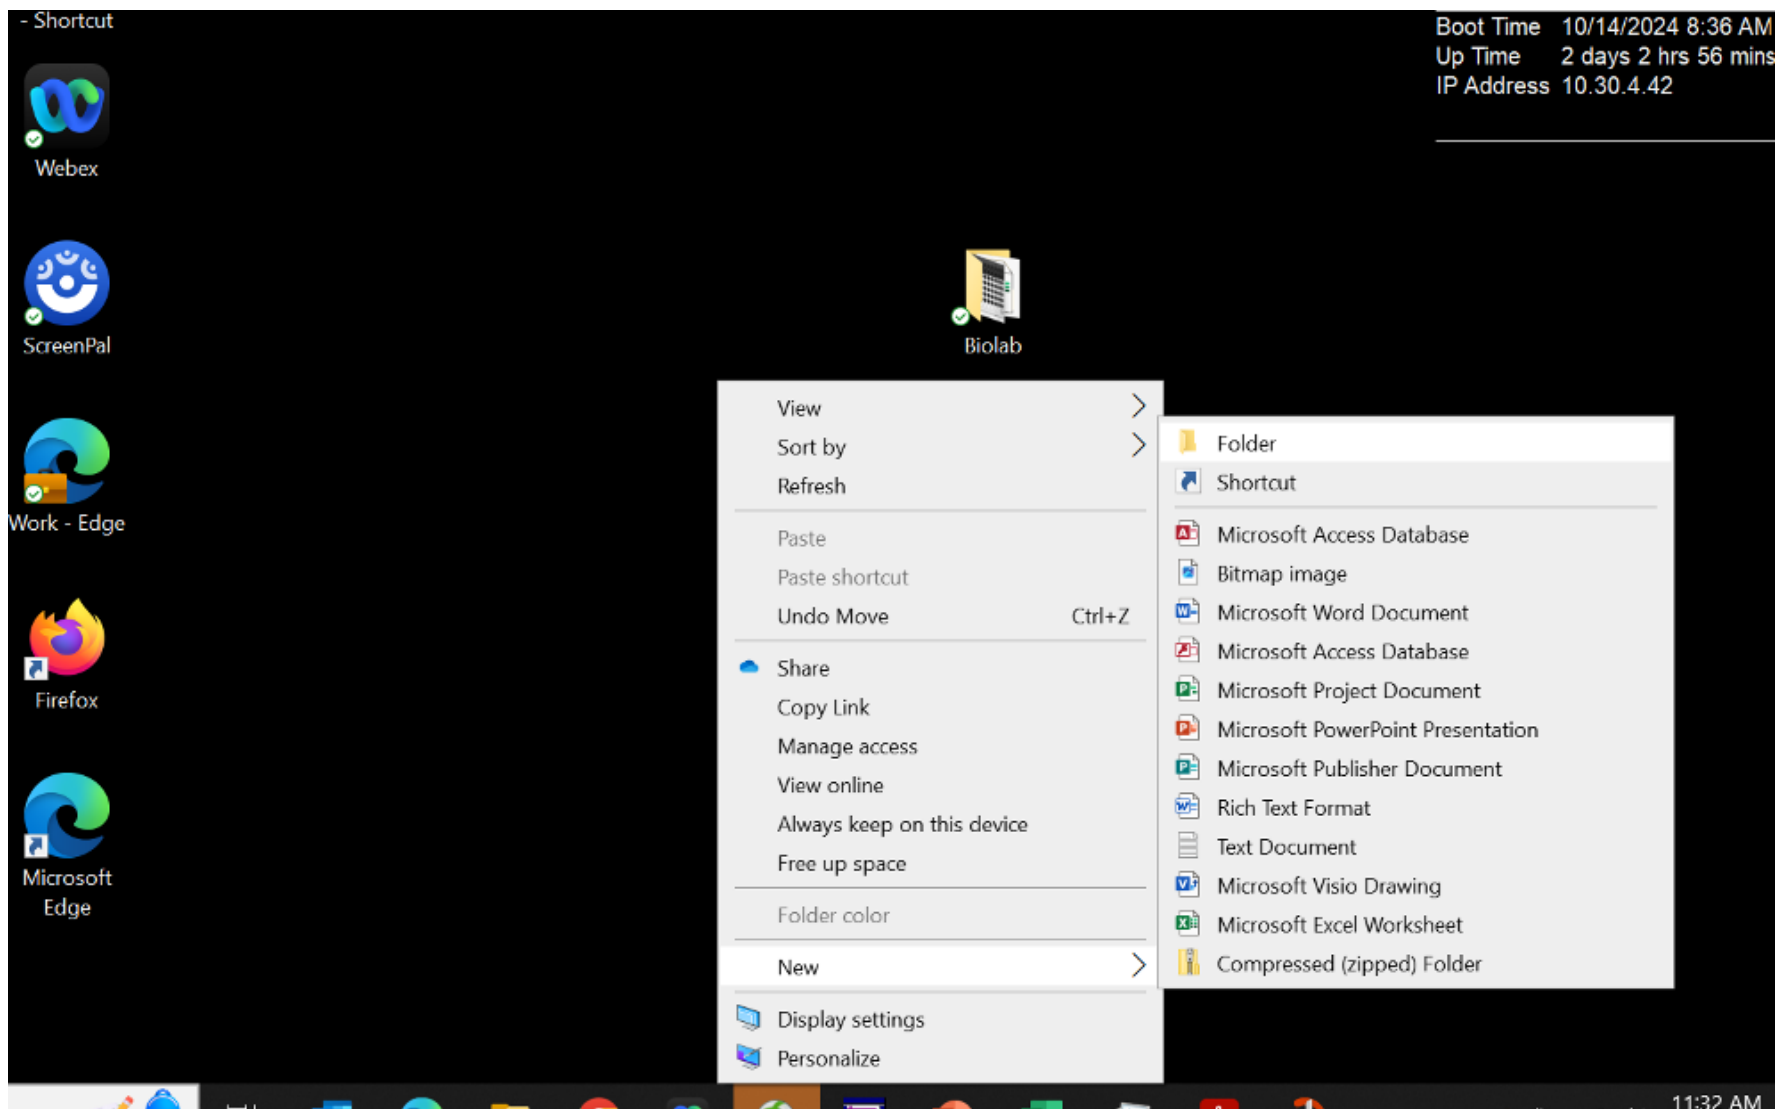 - Shortcut
Boot Time 10/14/2024 8:36 AM
Up Time 2 days 2 hrs 56 mins
IP Address 10.30.4.42
Webex
ScreenPal
Biolab
Work - Edge
Firefox
Microsoft
Edge
View
Sort by
Refresh
Paste
Paste shortcut
Undo Move Ctrl+Z
Share
Copy Link
Manage access
View online
Always keep on this device
Free up space
Folder color
New
Display settings
Personalize
Folder
Shortcut
Microsoft Access Database
Bitmap image
Microsoft Word Document
Microsoft Access Database
Microsoft Project Document
Microsoft PowerPoint Presentation
Microsoft Publisher Document
Rich Text Format
Text Document
Microsoft Visio Drawing
Microsoft Excel Worksheet
Compressed (zipped) Folder
11:32 AM